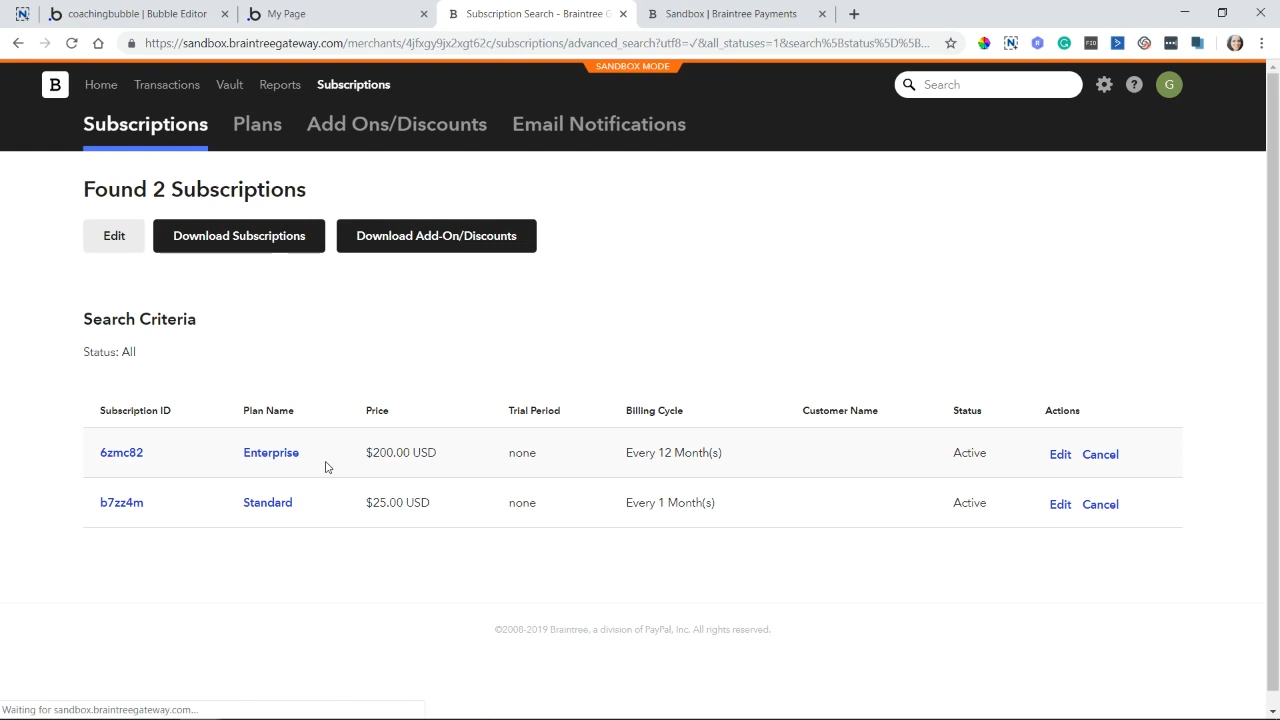 coachingbubble | Bubble Editor
My Page
Subscription Search - Braintree G
Sandbox | Braintree Payments
https://sandbox.braintreegateway.com/merchants/
/subscriptions/advanced_search?utf8=✓&all_statuses=1&search%5Bstatus%5D%5B...
SANDBOX MODE
B Home Transactions Vault Reports Subscriptions Search ? G
Subscriptions Plans Add Ons/Discounts Email Notifications
Found 2 Subscriptions
Edit Download Subscriptions Download Add-On/Discounts
Search Criteria
Status: All
Subscription ID Plan Name Price Trial Period Billing Cycle Customer Name Status Actions
6zmc82 Enterprise $200.00 USD none Every 12 Month(s) Active Edit Cancel
b7zz4m Standard $25.00 USD none Every 1 Month(s) Active Edit Cancel
©2008-2019 Braintree, a division of PayPal, Inc. All rights reserved.
Waiting for sandbox.braintreegateway.com...